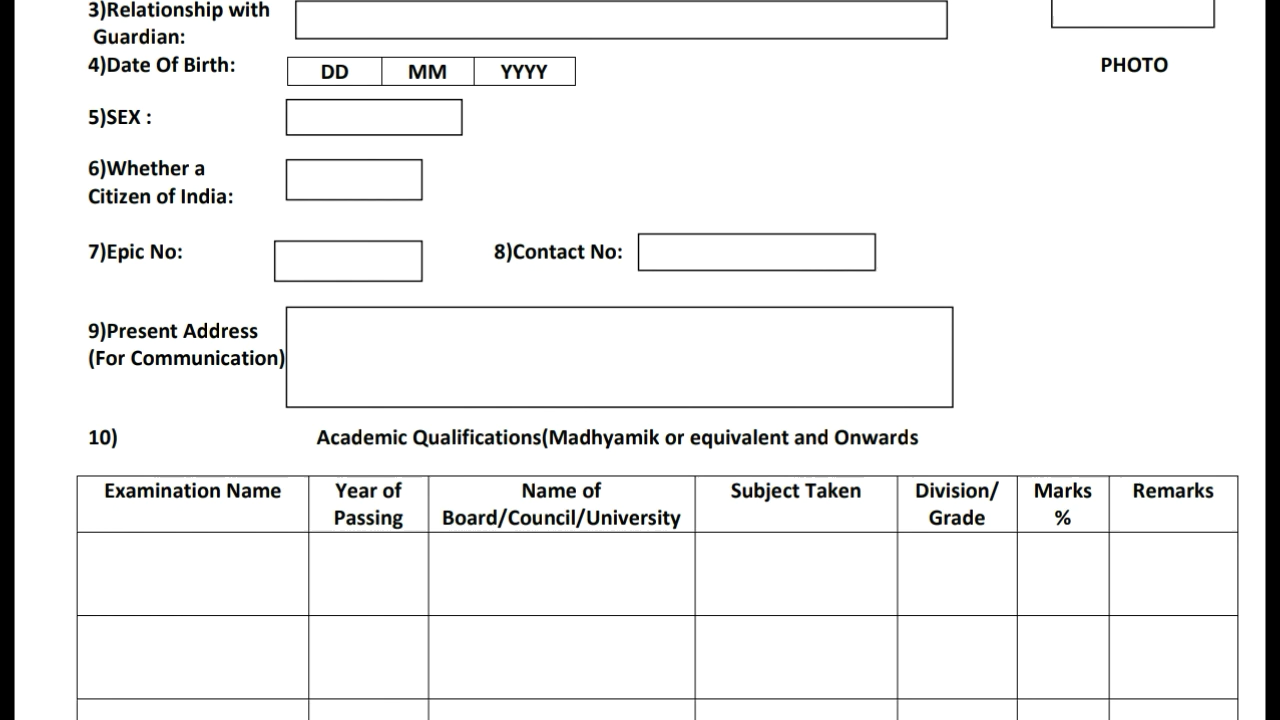 3)Relationship with
Guardian:
4)Date Of Birth: DD MM YYYY
PHOTO
5)SEX :
6)Whether a
Citizen of India:
7)Epic No: 8)Contact No:
9)Present Address
(For Communication)
10) Academic Qualifications(Madhyamik or equivalent and Onwards
Examination Name Year of Passing Name of Board/Council/University Subject Taken Division/ Grade Marks % Remarks